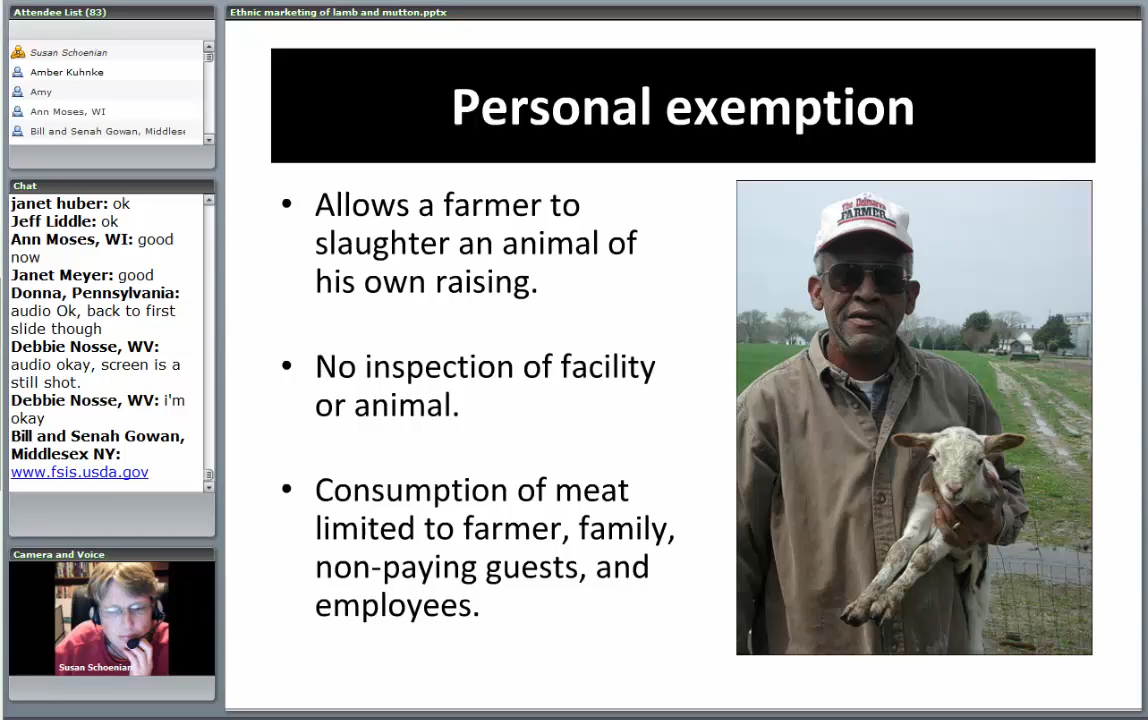 Attendee List (83)
Susan Schoenian
Amber Kuhnke
Amy
Ann Moses, WI
Bill and Senah Gowan, Middlese
Chat
janet huber: ok
Jeff Liddle: ok
Ann Moses, WI: good
now
Janet Meyer: good
Donna, Pennsylvania:
audio Ok, back to first
slide though
Debbie Nosse, WV:
audio okay, screen is a
still shot.
Debbie Nosse, WV: i'm
okay
Bill and Senah Gowan,
Middlesex NY:
www.fsis.usda.gov
Camera and Voice
Susan Schoenian
Ethnic marketing of lamb and mutton.pptx
Personal exemption
• Allows a farmer to
slaughter an animal of
his own raising.
• No inspection of facility
or animal.
• Consumption of meat
limited to farmer, family,
non-paying guests, and
employees.
The Delmarva
FARMER